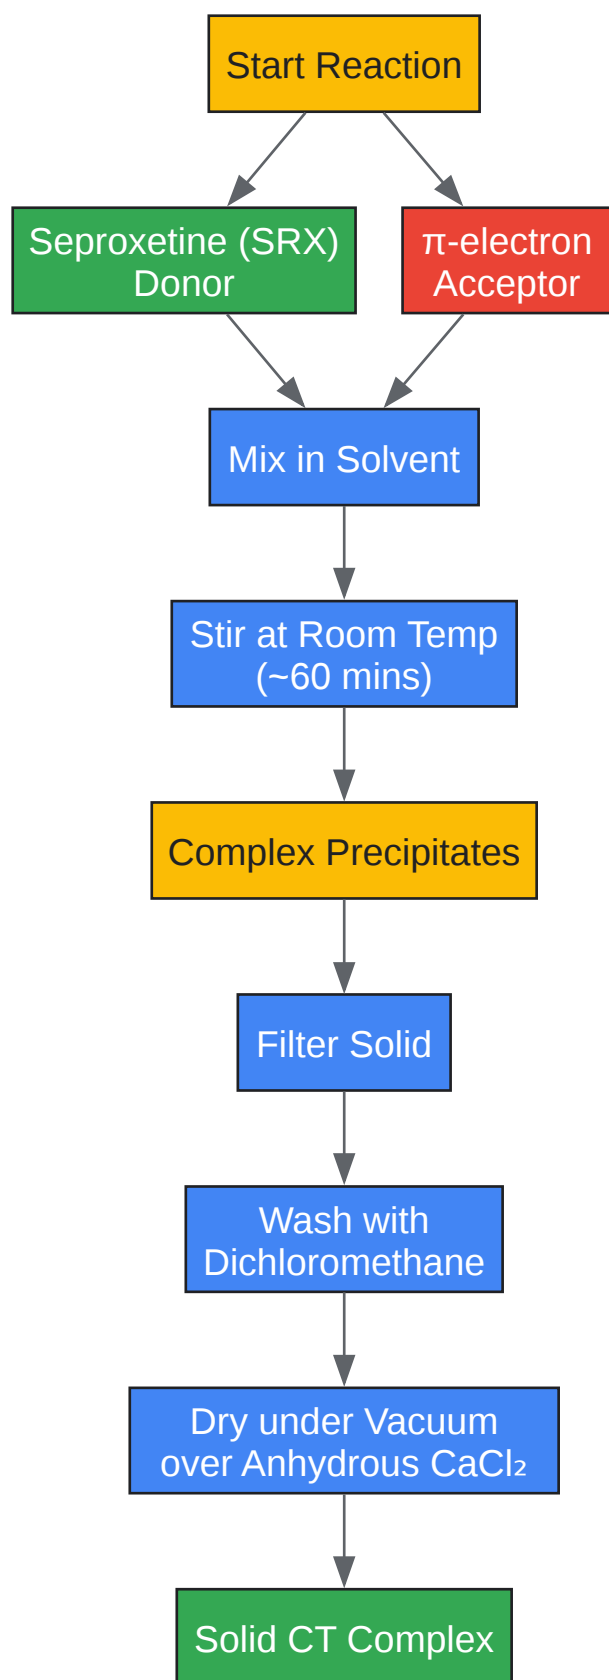 Start Reaction
Seproxetine (SRX)
Donor
π-electron
Acceptor
Mix in Solvent
Stir at Room Temp
(~60 mins)
Complex Precipitates
Filter Solid
Wash with
Dichloromethane
Dry under Vacuum
over Anhydrous CaCl₂
Solid CT Complex